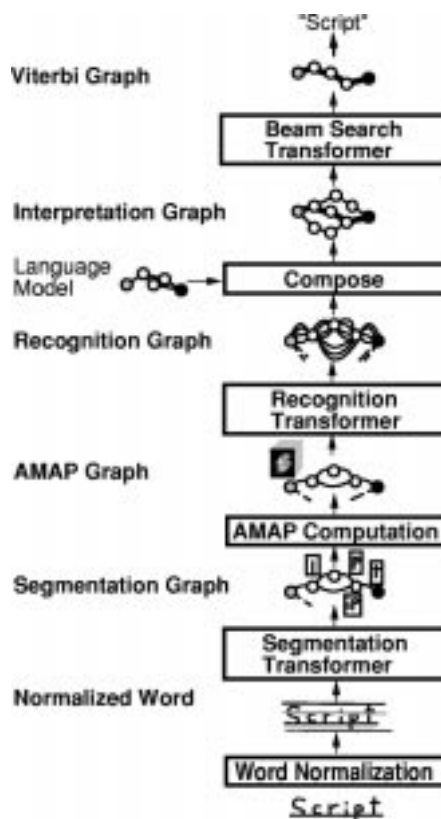 "Script"
Viterbi Graph
Beam Search
Transformer
Interpretation Graph
Language
Model
Compose
Recognition Graph
Recognition
Transformer
AMAP Graph
AMAP Computation
Segmentation Graph
Segmentation
Transformer
Normalized Word
Script
Word Normalization
Script